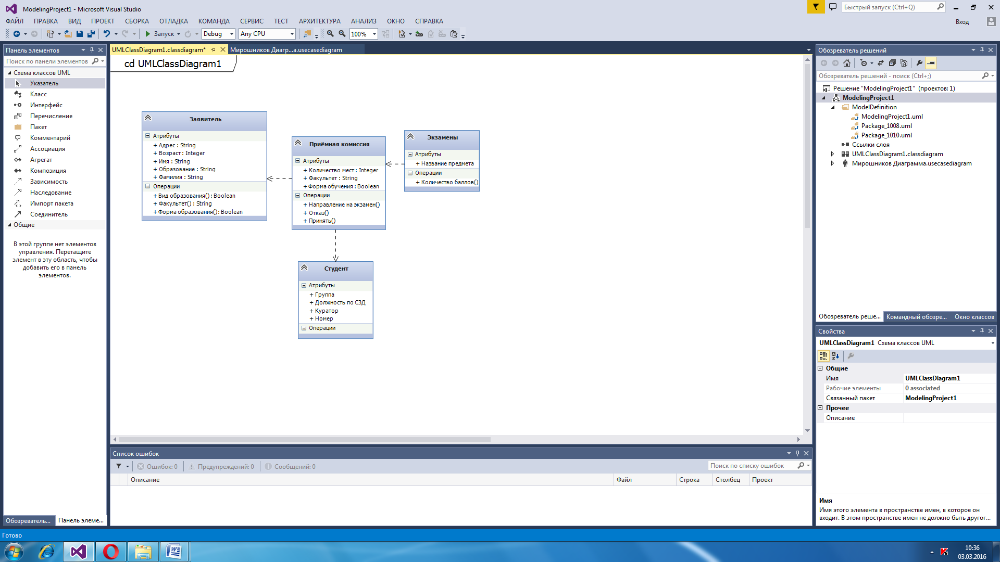 ModelingProject1 - Microsoft Visual Studio
Быстрый запуск (Ctrl+Q)
ФАЙЛ ПРАВКА ВИД ПРОЕКТ СБОРКА ОТЛАДКА КОМАНДА СЕРВИС ТЕСТ АРХИТЕКТУРА АНАЛИЗ ОКНО СПРАВКА
Вход
Запуск Debug Any CPU 100%
Панель элементов
Поиск по панели элементов
Схема классов UML
Указатель
Класс
Интерфейс
Перечисление
Пакет
Комментарий
Ассоциация
Агрегат
Композиция
Зависимость
Наследование
Импорт пакета
Соединитель
Общие
В этой группе нет элементов
управления. Перетащите
элемент в эту область, чтобы
добавить его в панель
элементов.
Обозреватель...
Панель элеме...
UMLClassDiagram1.classdiagram*
Мирошников Диагр...a.usecasediagram
cd UMLClassDiagram1
Заявитель
Атрибуты
+ Адрес : String
+ Возраст : Integer
+ Имя : String
+ Образование : String
+ Фамилия : String
Операции
+ Вид образования() : Boolean
+ Факультет() : String
+ Форма образования() : Boolean
Приёмная комиссия
Атрибуты
+ Количество мест : Integer
+ Факультет : String
+ Форма обучения : Boolean
Операции
+ Направление на экзамен()
+ Отказ()
+ Принять()
Экзамены
Атрибуты
+ Название предмета
Операции
+ Количество баллов()
Студент
Атрибуты
+ Группа
+ Должность по СЗД
+ Куратор
+ Номер
Операции
Список ошибок
Ошибок: 0
Предупреждений: 0
Сообщений: 0
Поиск по списку ошибок
Описание Файл Строка Столбец Проект
Обозреватель решений
Обозреватель решений - поиск (Ctrl+;)
Решение "ModelingProject1" (проектов: 1)
ModelingProject1
ModelDefinition
ModelingProject1.uml
Package_1008.uml
Package_1010.uml
Ссылки слоя
UMLClassDiagram1.classdiagram
Мирошников Диаграмма.usecasediagram
Обозреватель реше...
Командный обозре...
Окно классов
Свойства
UMLClassDiagram1 Схема классов UML
Общие
Имя UMLClassDiagram1
Рабочие элементы 0 associated
Связанный пакет ModelingProject1
Прочее
Описание
Имя
Имя этого элемента в пространстве имен, в которое он
входит. В этом пространстве имен не должно быть другог...
Готово
10:36
03.03.2016